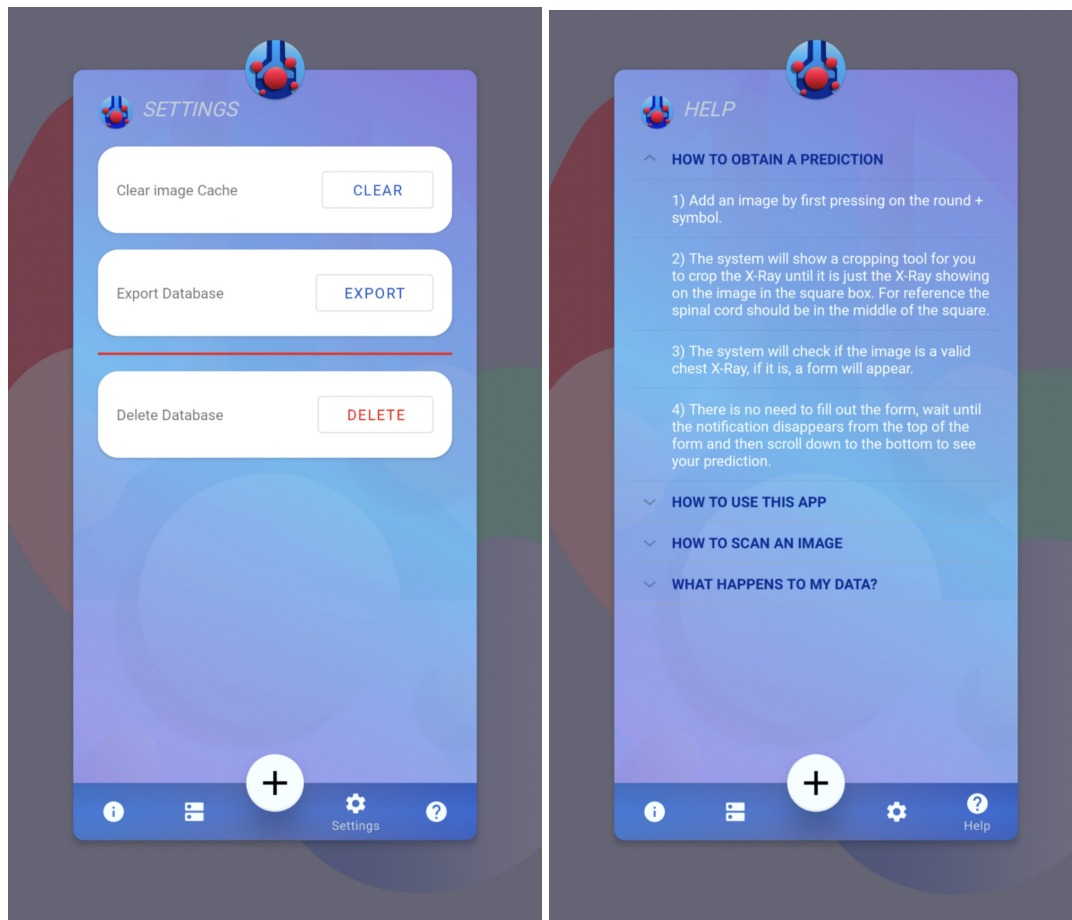 SETTINGS
Clear image Cache
CLEAR
Export Database
EXPORT
Delete Database
DELETE
Settings
HELP
HOW TO OBTAIN A PREDICTION
1) Add an image by first pressing on the round +
symbol.
2) The system will show a cropping tool for you
to crop the X-Ray until it is just the X-Ray showing
on the image in the square box. For reference the
spinal cord should be in the middle of the square.
3) The system will check if the image is a valid
chest X-Ray, if it is, a form will appear.
4) There is no need to fill out the form, wait until
the notification disappears from the top of the
form and then scroll down to the bottom to see
your prediction.
HOW TO USE THIS APP
HOW TO SCAN AN IMAGE
WHAT HAPPENS TO MY DATA?
Help